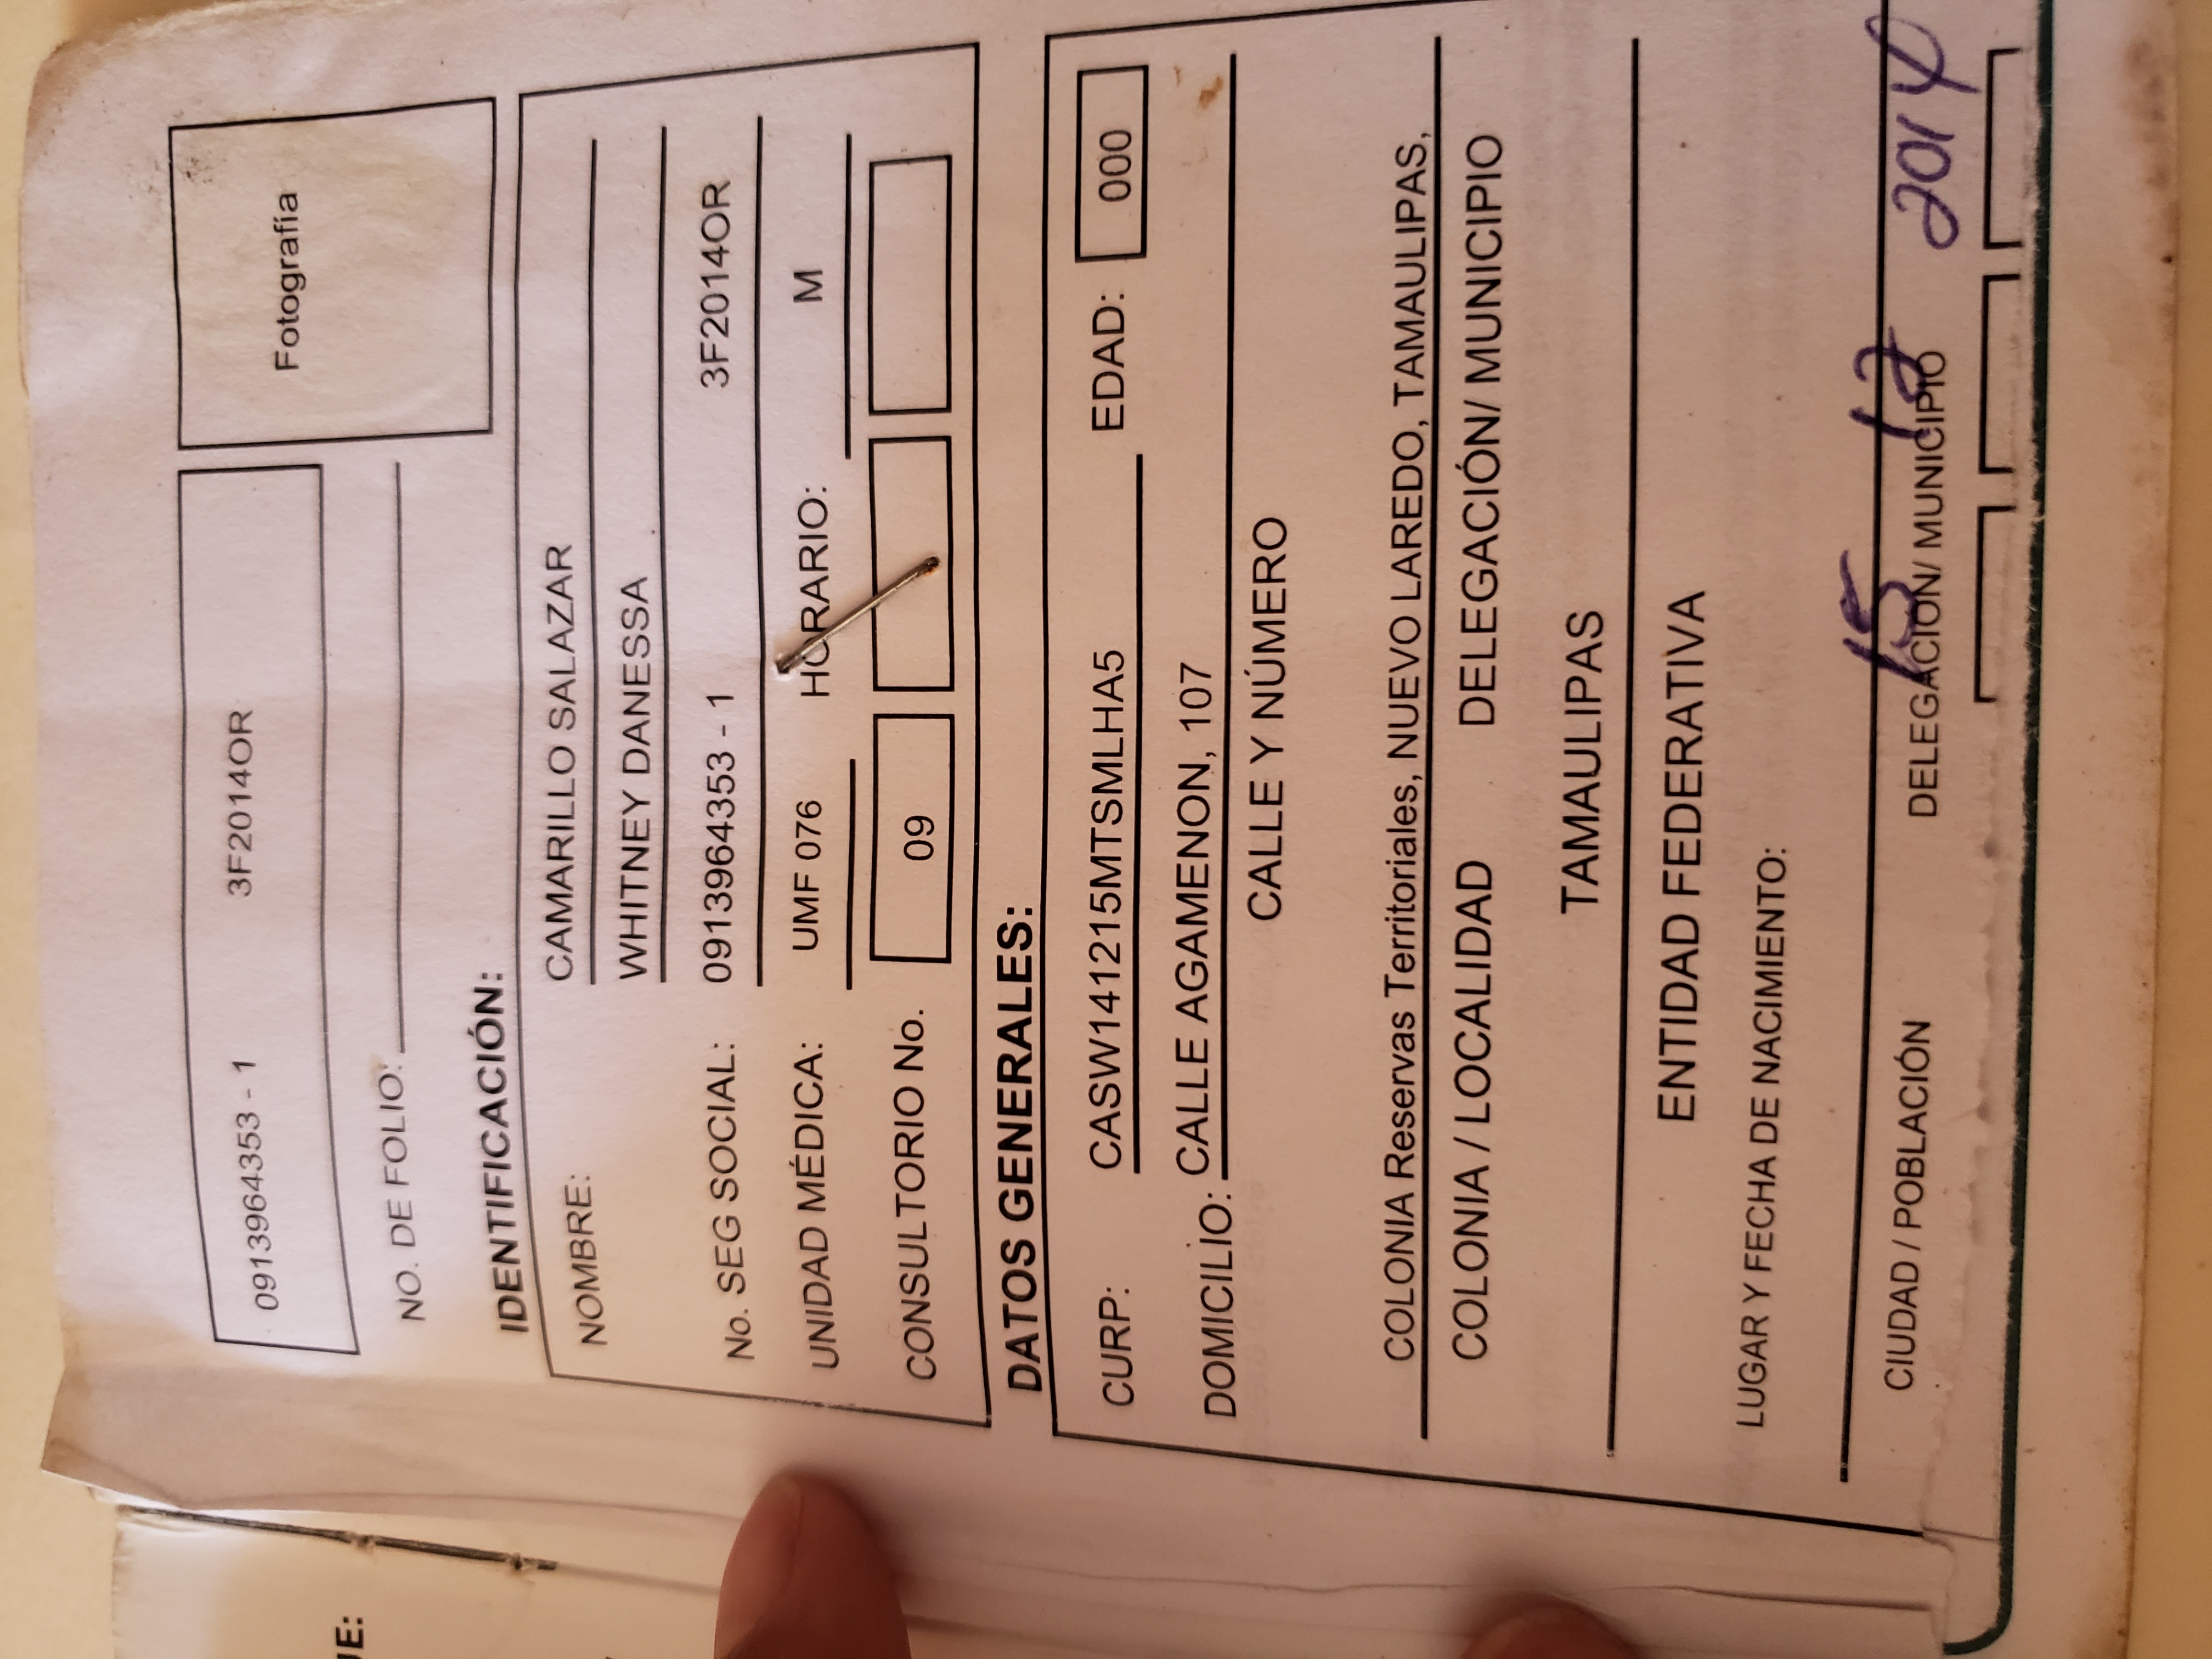 0913964353 - 1 3F2014OR
Fotografía
NO. DE FOLIO:
IDENTIFICACIÓN:
NOMBRE: CAMARILLO SALAZAR
WHITNEY DANESSA
No. SEG SOCIAL: 0913964353 - 1 3F2014OR
UNIDAD MÉDICA: UMF 076 HORARIO: M
CONSULTORIO No. 09
DATOS GENERALES:
CURP: CASW141215MTSMLHA5 EDAD: 000
DOMICILIO: CALLE AGAMENON, 107
CALLE Y NÚMERO
COLONIA Reservas Territoriales, NUEVO LAREDO, TAMAULIPAS,
COLONIA / LOCALIDAD DELEGACIÓN/ MUNICIPIO
TAMAULIPAS
ENTIDAD FEDERATIVA
LUGAR Y FECHA DE NACIMIENTO:
15 12 2014
CIUDAD / POBLACIÓN DELEGACIÓN/ MUNICIPIO